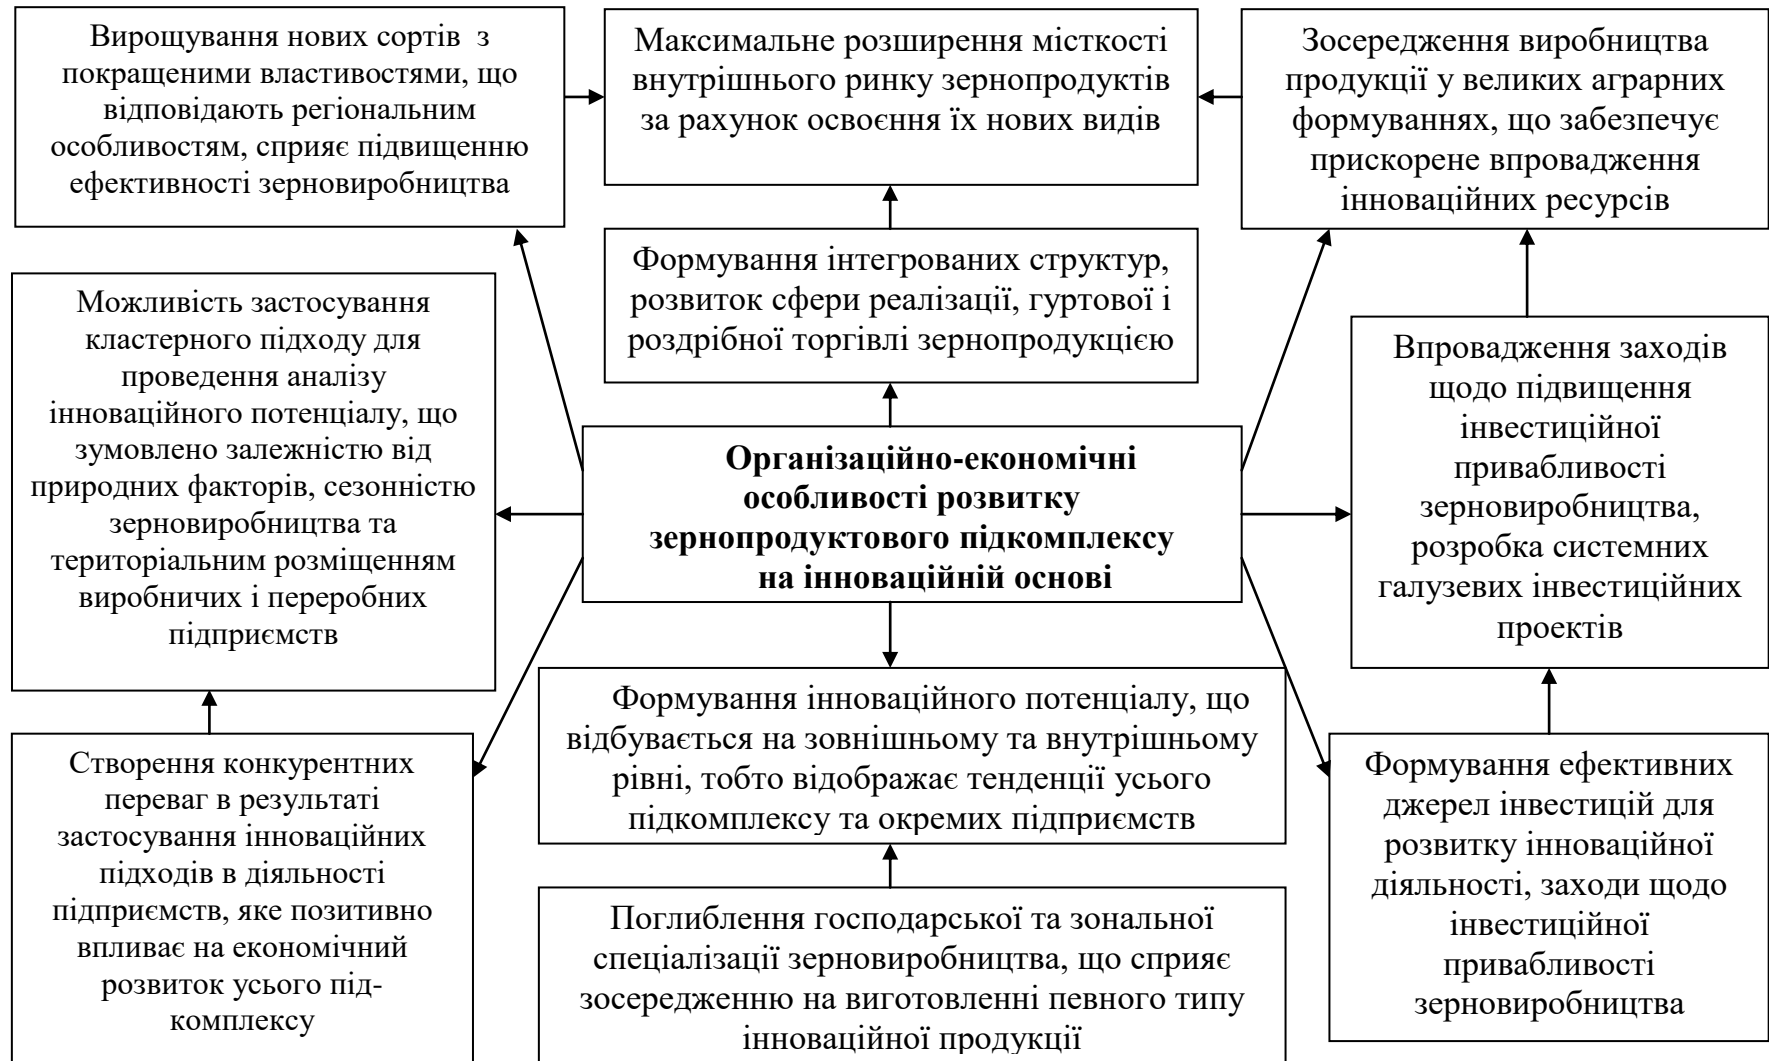 Вирощування нових сортів з
покращеними властивостями, що
відповідають регіональним
особливостям, сприяє підвищенню
ефективності зерновиробництва
Максимальне розширення місткості
внутрішнього ринку зернопродуктів
за рахунок освоєння їх нових видів
Зосередження виробництва
продукції у великих аграрних
формуваннях, що забезпечує
прискорене впровадження
інноваційних ресурсів
Формування інтегрованих структур,
розвиток сфери реалізації, гуртової і
роздрібної торгівлі зернопродукцією
Можливість застосування
кластерного підходу для
проведення аналізу
інноваційного потенціалу, що
зумовлено залежністю від
природних факторів, сезонністю
зерновиробництва та
територіальним розміщенням
виробничих і переробних
підприємств
Організаційно-економічні
особливості розвитку
зернопродуктового підкомплексу
на інноваційній основі
Впровадження заходів
щодо підвищення
інвестиційної
привабливості
зерновиробництва,
розробка системних
галузевих інвестиційних
проектів
Створення конкурентних
переваг в результаті
застосування інноваційних
підходів в діяльності
підприємств, яке позитивно
впливає на економічний
розвиток усього під-
комплексу
Формування інноваційного потенціалу, що
відбувається на зовнішньому та внутрішньому
рівні, тобто відображає тенденції усього
підкомплексу та окремих підприємств
Поглиблення господарської та зональної
спеціалізації зерновиробництва, що сприяє
зосередженню на виготовленні певного типу
інноваційної продукції
Формування ефективних
джерел інвестицій для
розвитку інноваційної
діяльності, заходи щодо
інвестиційної
привабливості
зерновиробництва